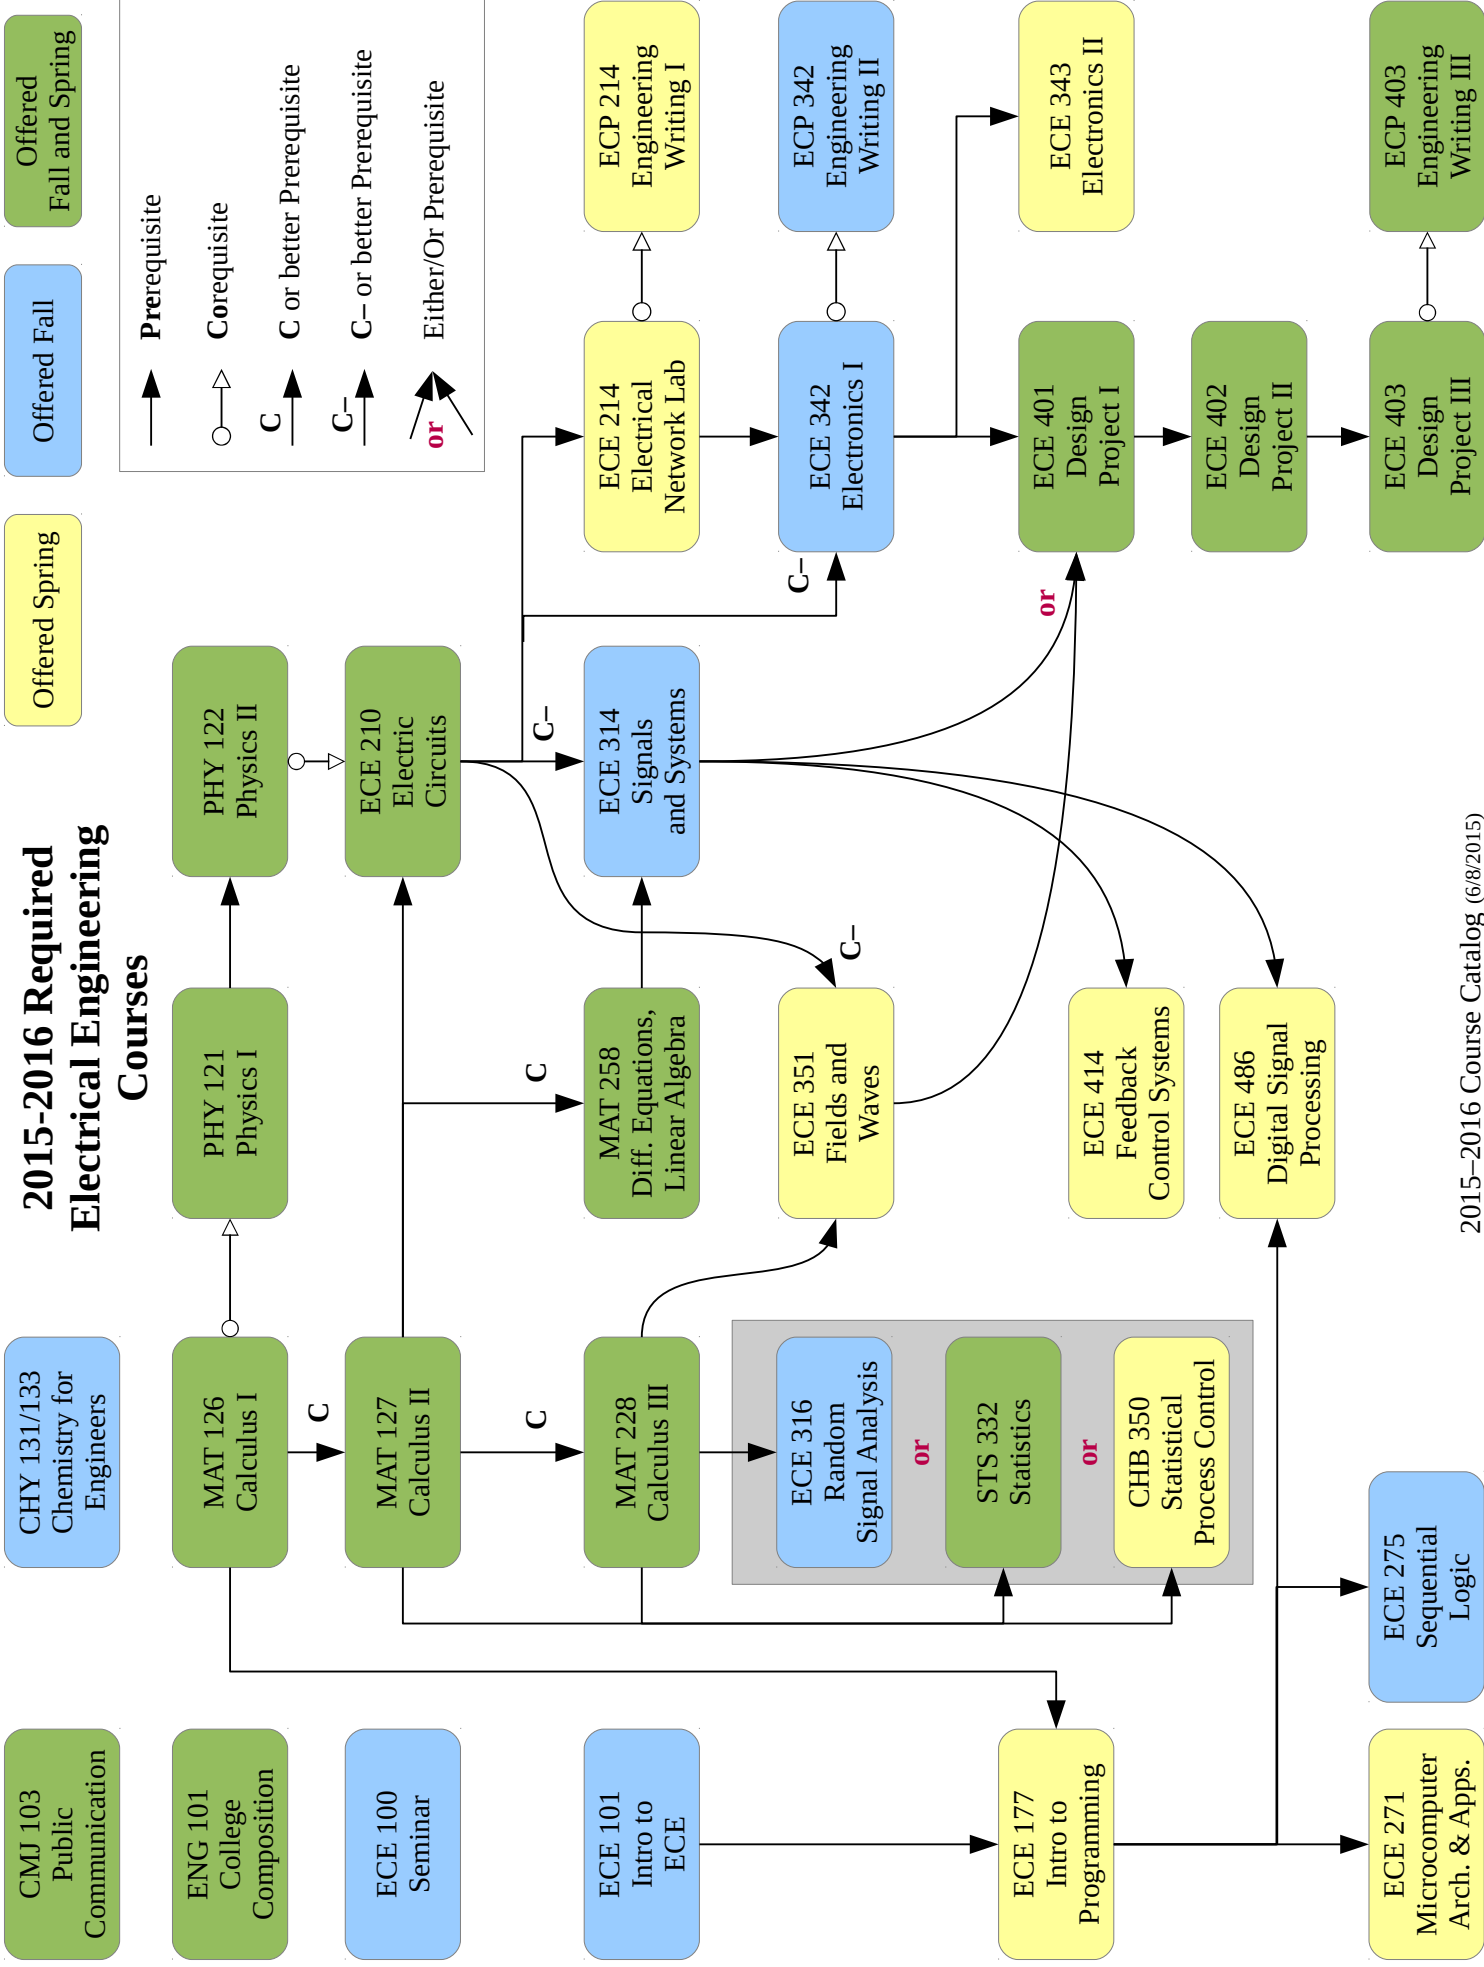 2015-2016 Required
Electrical Engineering
Courses
Offered Spring
Offered Fall
Offered
Fall and Spring
Prerequisite
Corequisite
C
C or better Prerequisite
C–
C– or better Prerequisite
or
Either/Or Prerequisite
CMJ 103
Public
Communication
CHY 131/133
Chemistry for
Engineers
ENG 101
College
Composition
MAT 126
Calculus I
PHY 121
Physics I
PHY 122
Physics II
C
ECE 100
Seminar
MAT 127
Calculus II
ECE 210
Electric
Circuits
C
C
C–
ECE 101
Intro to
ECE
MAT 228
Calculus III
MAT 258
Diff. Equations,
Linear Algebra
ECE 314
Signals
and Systems
ECE 214
Electrical
Network Lab
ECP 214
Engineering
Writing I
C–
ECE 316
Random
Signal Analysis
ECE 351
Fields and
Waves
C–
ECE 342
Electronics I
ECP 342
Engineering
Writing II
or
STS 332
Statistics
or
ECE 177
Intro to
Programming
or
ECE 401
Design
Project I
ECE 343
Electronics II
CHB 350
Statistical
Process Control
ECE 414
Feedback
Control Systems
ECE 486
Digital Signal
Processing
ECE 402
Design
Project II
ECE 271
Microcomputer
Arch. & Apps.
ECE 275
Sequential
Logic
ECE 403
Design
Project III
ECP 403
Engineering
Writing III
2015–2016 Course Catalog (6/8/2015)